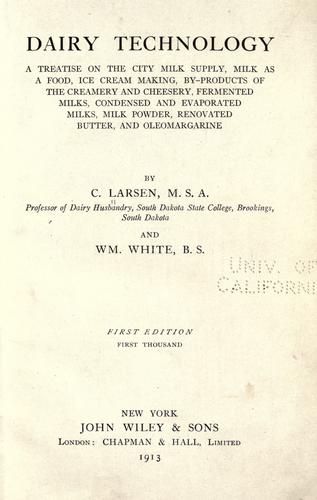 DAIRY TECHNOLOGY
A TREATISE ON THE CITY MILK SUPPLY, MILK AS
A FOOD, ICE CREAM MAKING, BY-PRODUCTS OF
THE CREAMERY AND CHEESERY, FERMENTED
MILKS, CONDENSED AND EVAPORATED
MILKS, MILK POWDER, RENOVATED
BUTTER, AND OLEOMARGARINE
BY
C. LARSEN, M. S. A.
Professor of Dairy Husbandry, South Dakota State College, Brookings,
South Dakota
AND
WM. WHITE, B. S.
UNIV. OF
CALIFORNI
FIRST EDITION
FIRST THOUSAND
NEW YORK
JOHN WILEY & SONS
LONDON: CHAPMAN & HALL, LIMITED
1913